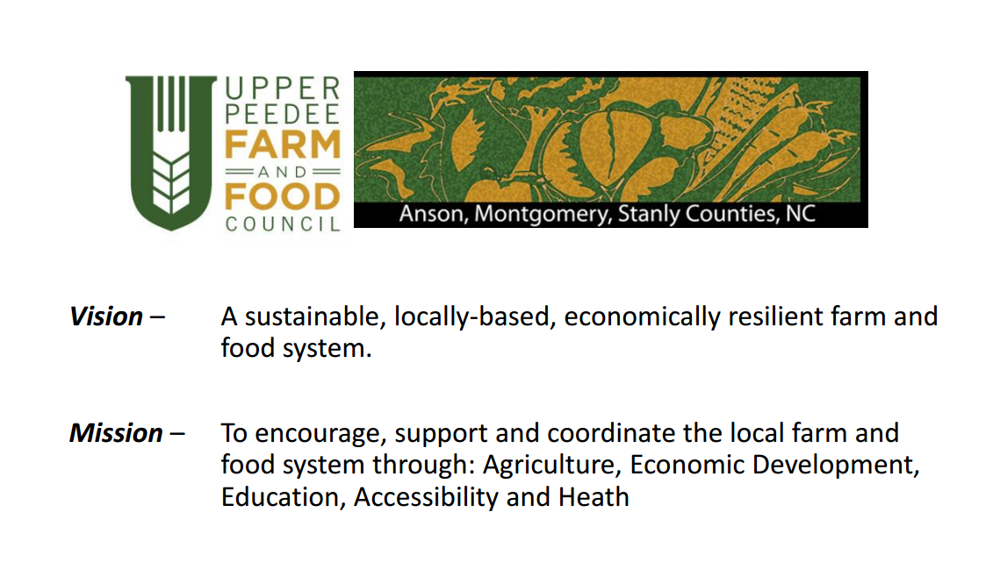 UPPER
PEEDEE
FARM
AND
FOOD
COUNCIL
Anson, Montgomery, Stanly Counties, NC
Vision – A sustainable, locally-based, economically resilient farm and
food system.
Mission – To encourage, support and coordinate the local farm and
food system through: Agriculture, Economic Development,
Education, Accessibility and Heath